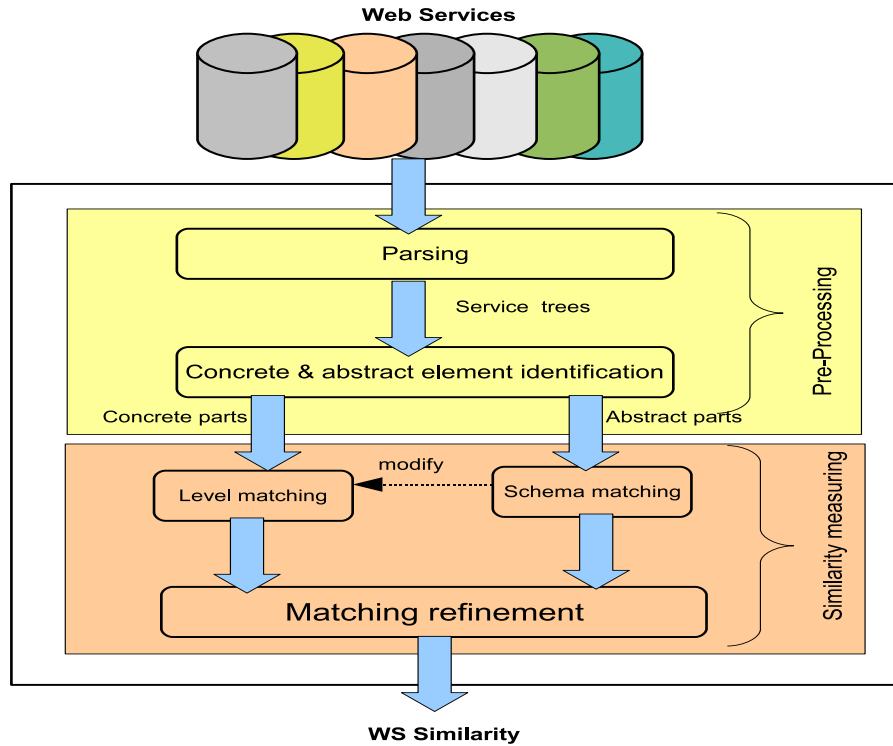 Web Services
Parsing
Service trees
Pre-Processing
Concrete & abstract element identification
Concrete parts
Abstract parts
modify
Level matching
Schema matching
Similarity measuring
Matching refinement
WS Similarity